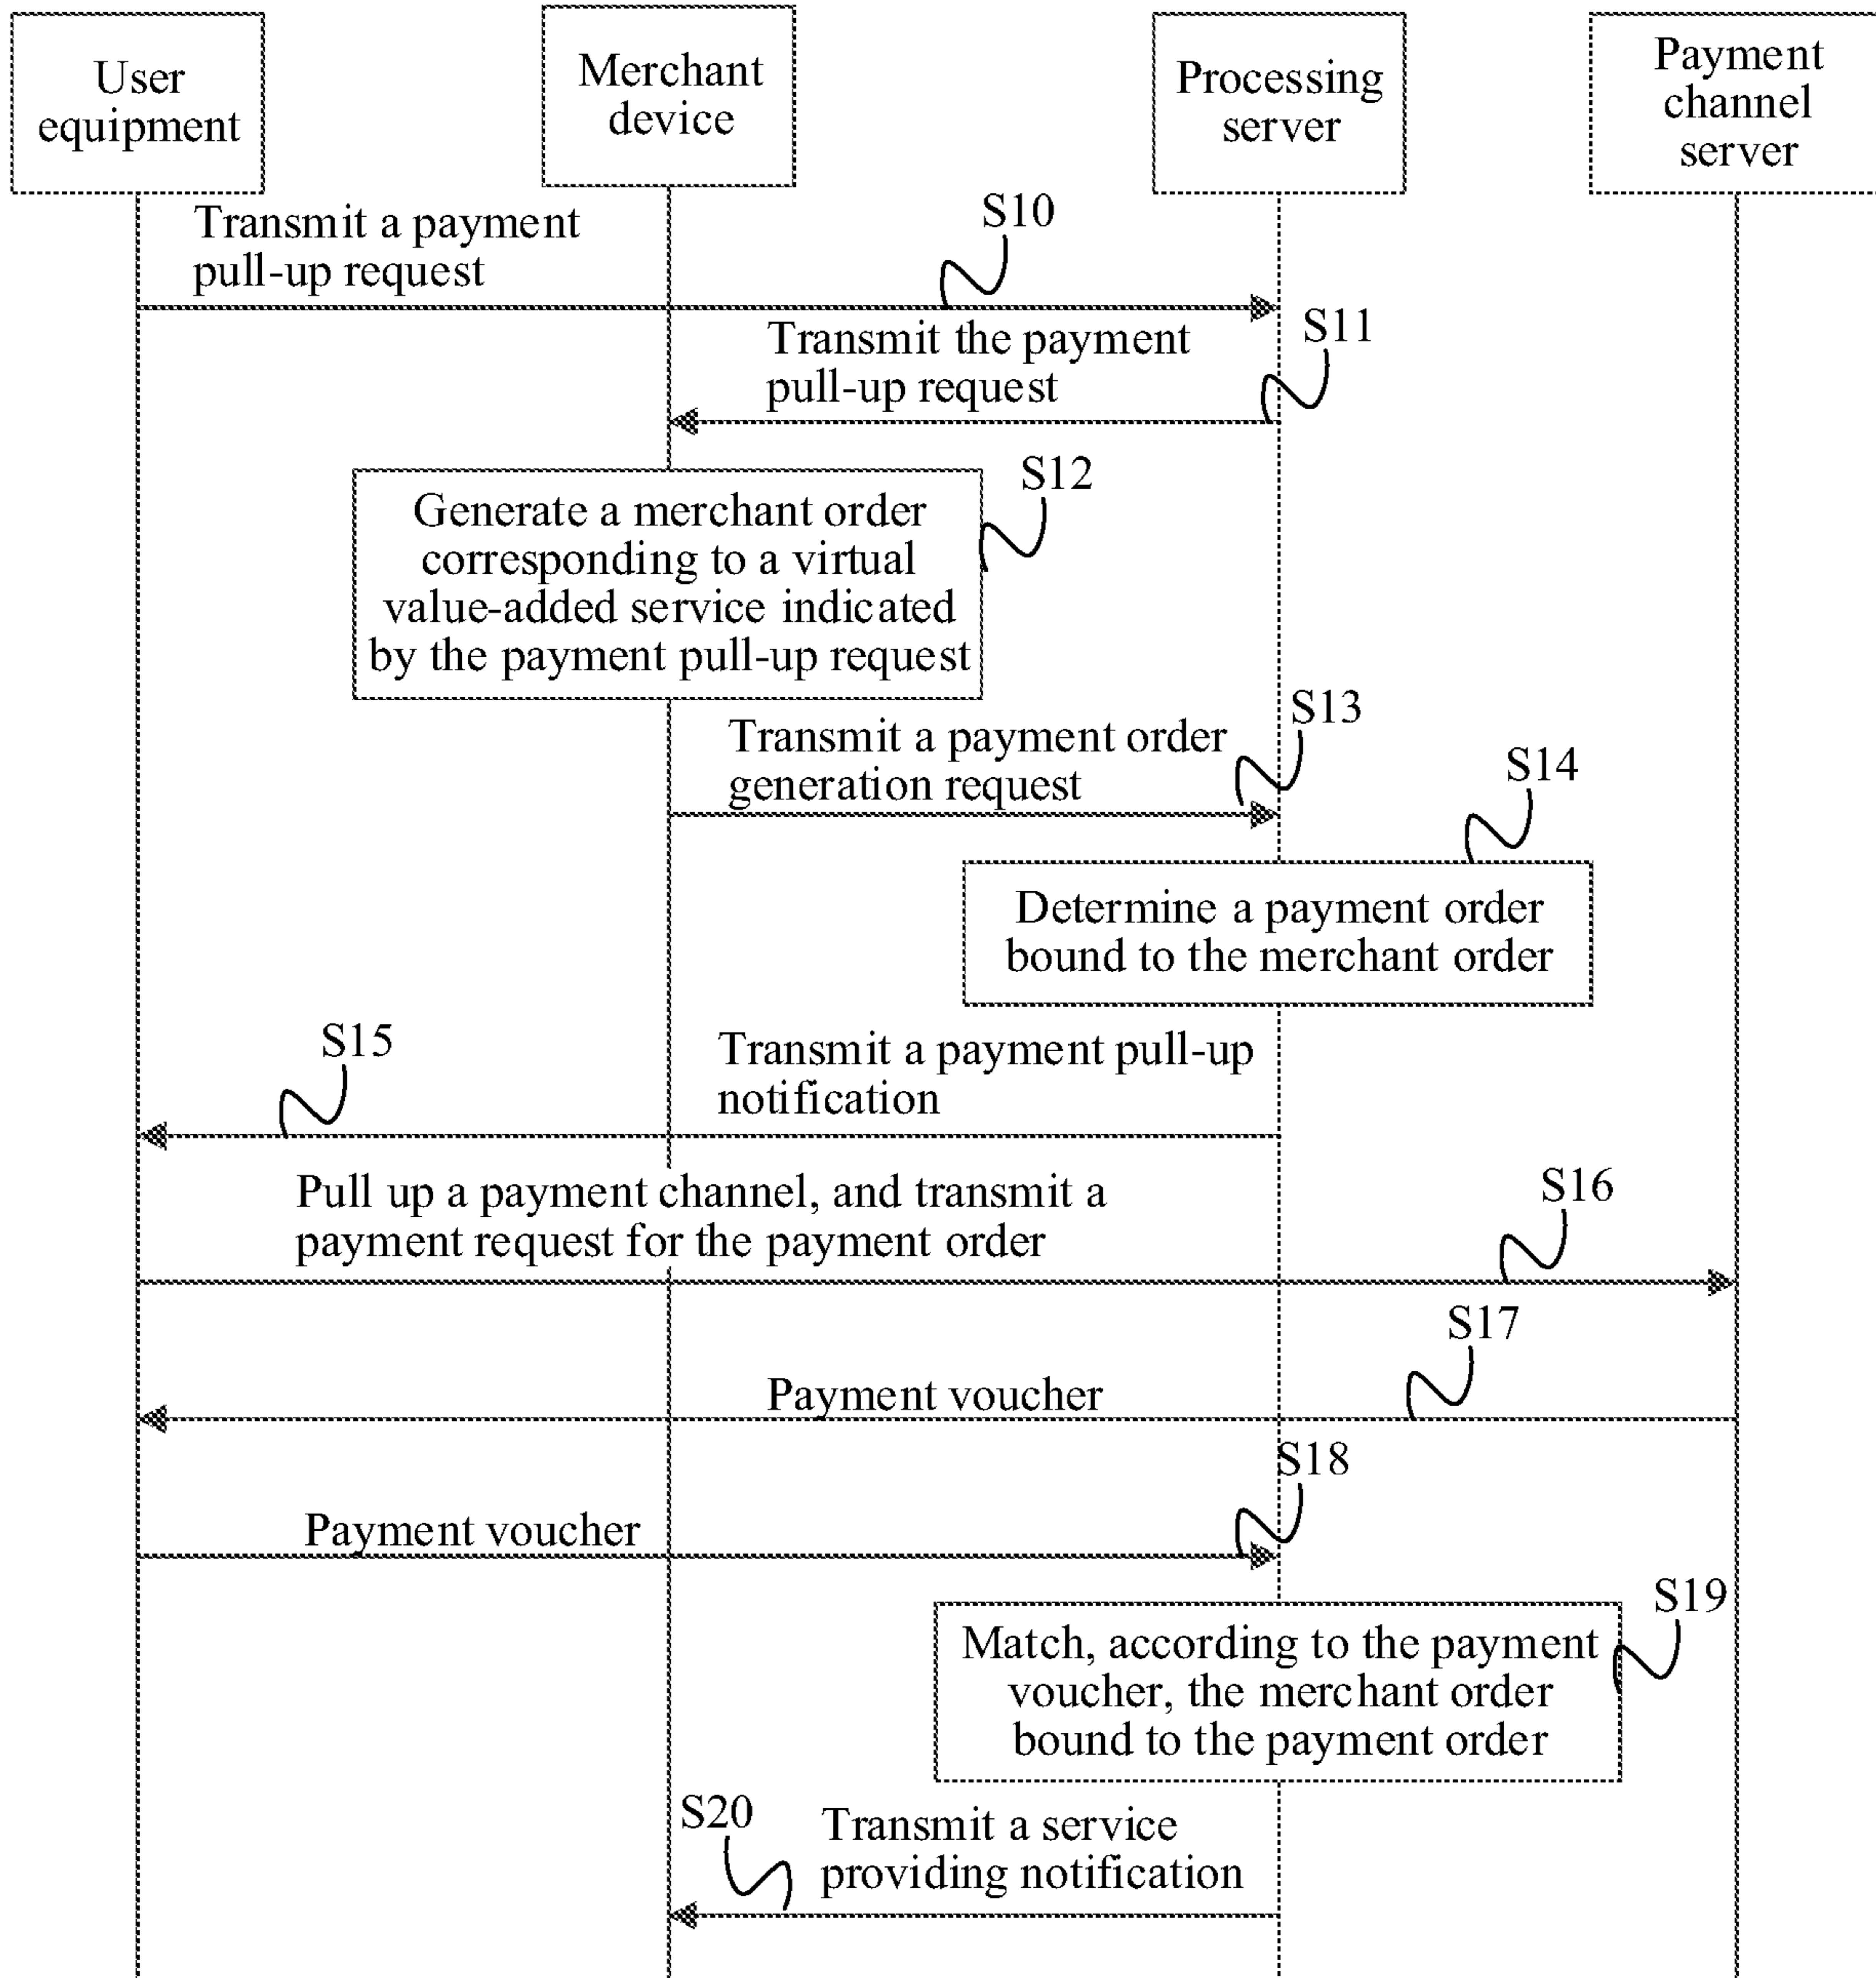 User
equipment
Merchant
device
Processing
server
Payment
channel
server
Transmit a payment
pull-up request
S10
Transmit the payment
pull-up request
S11
Generate a merchant order
corresponding to a virtual
value-added service indicated
by the payment pull-up request
S12
Transmit a payment order
generation request
S13
S14
Determine a payment order
bound to the merchant order
S15
Transmit a payment pull-up
notification
Pull up a payment channel, and transmit a
payment request for the payment order
S16
S17
Payment voucher
S18
Payment voucher
S19
Match, according to the payment
voucher, the merchant order
bound to the payment order
S20
Transmit a service
providing notification